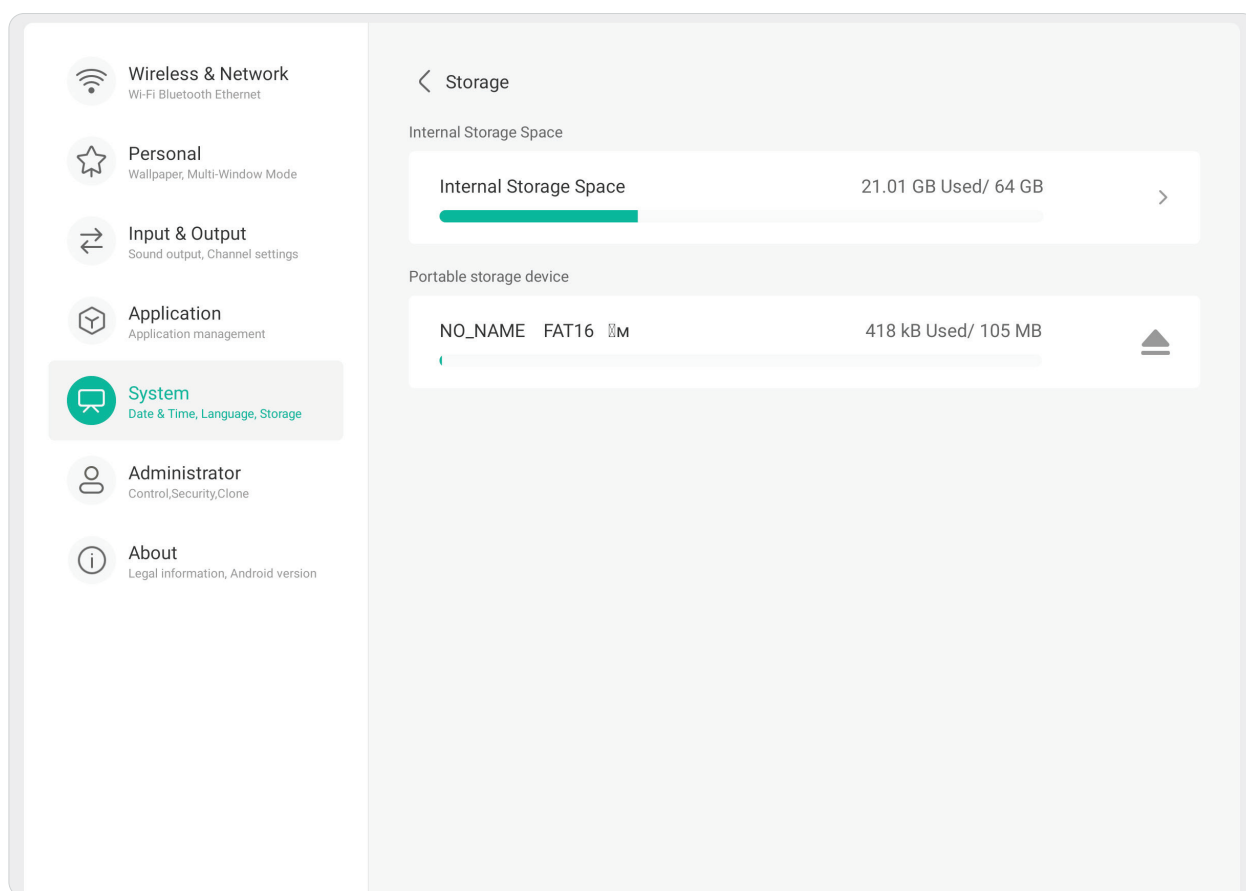 Wireless & Network
Wi-Fi Bluetooth Ethernet
Personal
Wallpaper, Multi-Window Mode
Input & Output
Sound output, Channel settings
Application
Application management
System
Date & Time, Language, Storage
Administrator
Control,Security,Clone
About
Legal information, Android version
Storage
Internal Storage Space
Internal Storage Space 21.01 GB Used/ 64 GB
Portable storage device
NO_NAME FAT16 418 kB Used/ 105 MB